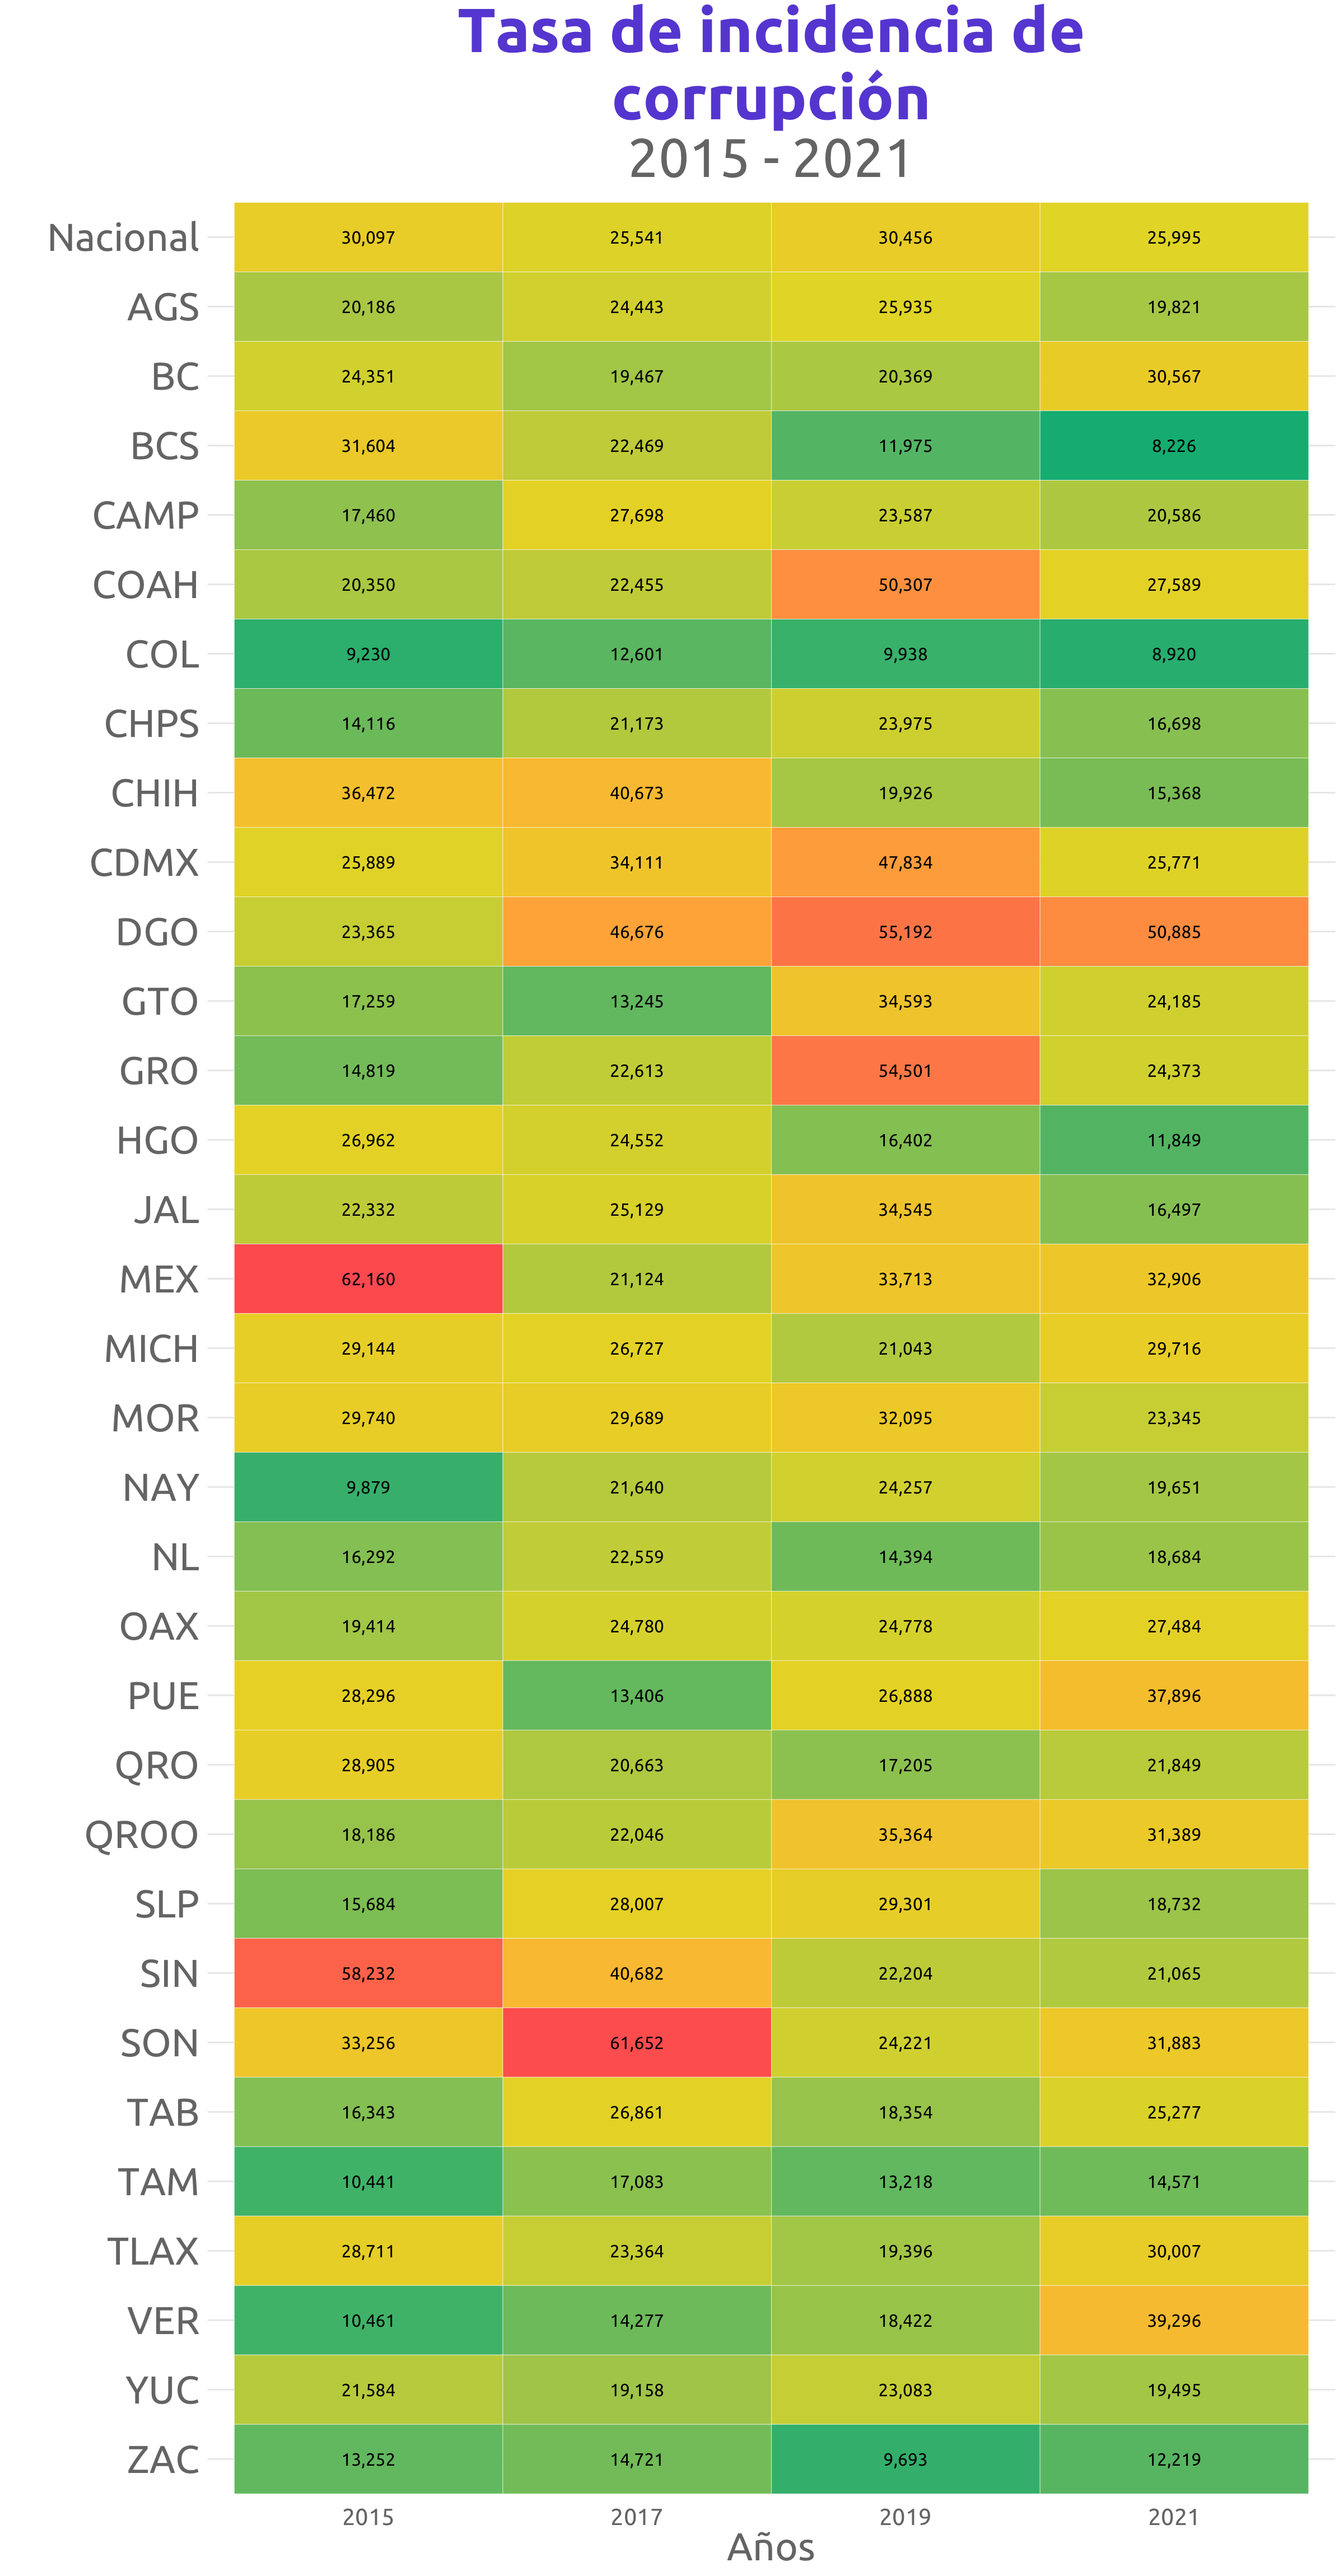 Tasa de incidencia de
corrupción
2015 - 2021
Nacional 30,097 25,541 30,456 25,995
AGS 20,186 24,443 25,935 19,821
BC 24,351 19,467 20,369 30,567
BCS 31,604 22,469 11,975 8,226
CAMP 17,460 27,698 23,587 20,586
COAH 20,350 22,455 50,307 27,589
COL 9,230 12,601 9,938 8,920
CHPS 14,116 21,173 23,975 16,698
CHIH 36,472 40,673 19,926 15,368
CDMX 25,889 34,111 47,834 25,771
DGO 23,365 46,676 55,192 50,885
GTO 17,259 13,245 34,593 24,185
GRO 14,819 22,613 54,501 24,373
HGO 26,962 24,552 16,402 11,849
JAL 22,332 25,129 34,545 16,497
MEX 62,160 21,124 33,713 32,906
MICH 29,144 26,727 21,043 29,716
MOR 29,740 29,689 32,095 23,345
NAY 9,879 21,640 24,257 19,651
NL 16,292 22,559 14,394 18,684
OAX 19,414 24,780 24,778 27,484
PUE 28,296 13,406 26,888 37,896
QRO 28,905 20,663 17,205 21,849
QROO 18,186 22,046 35,364 31,389
SLP 15,684 28,007 29,301 18,732
SIN 58,232 40,682 22,204 21,065
SON 33,256 61,652 24,221 31,883
TAB 16,343 26,861 18,354 25,277
TAM 10,441 17,083 13,218 14,571
TLAX 28,711 23,364 19,396 30,007
VER 10,461 14,277 18,422 39,296
YUC 21,584 19,158 23,083 19,495
ZAC 13,252 14,721 9,693 12,219
2015 2017 2019 2021
Años